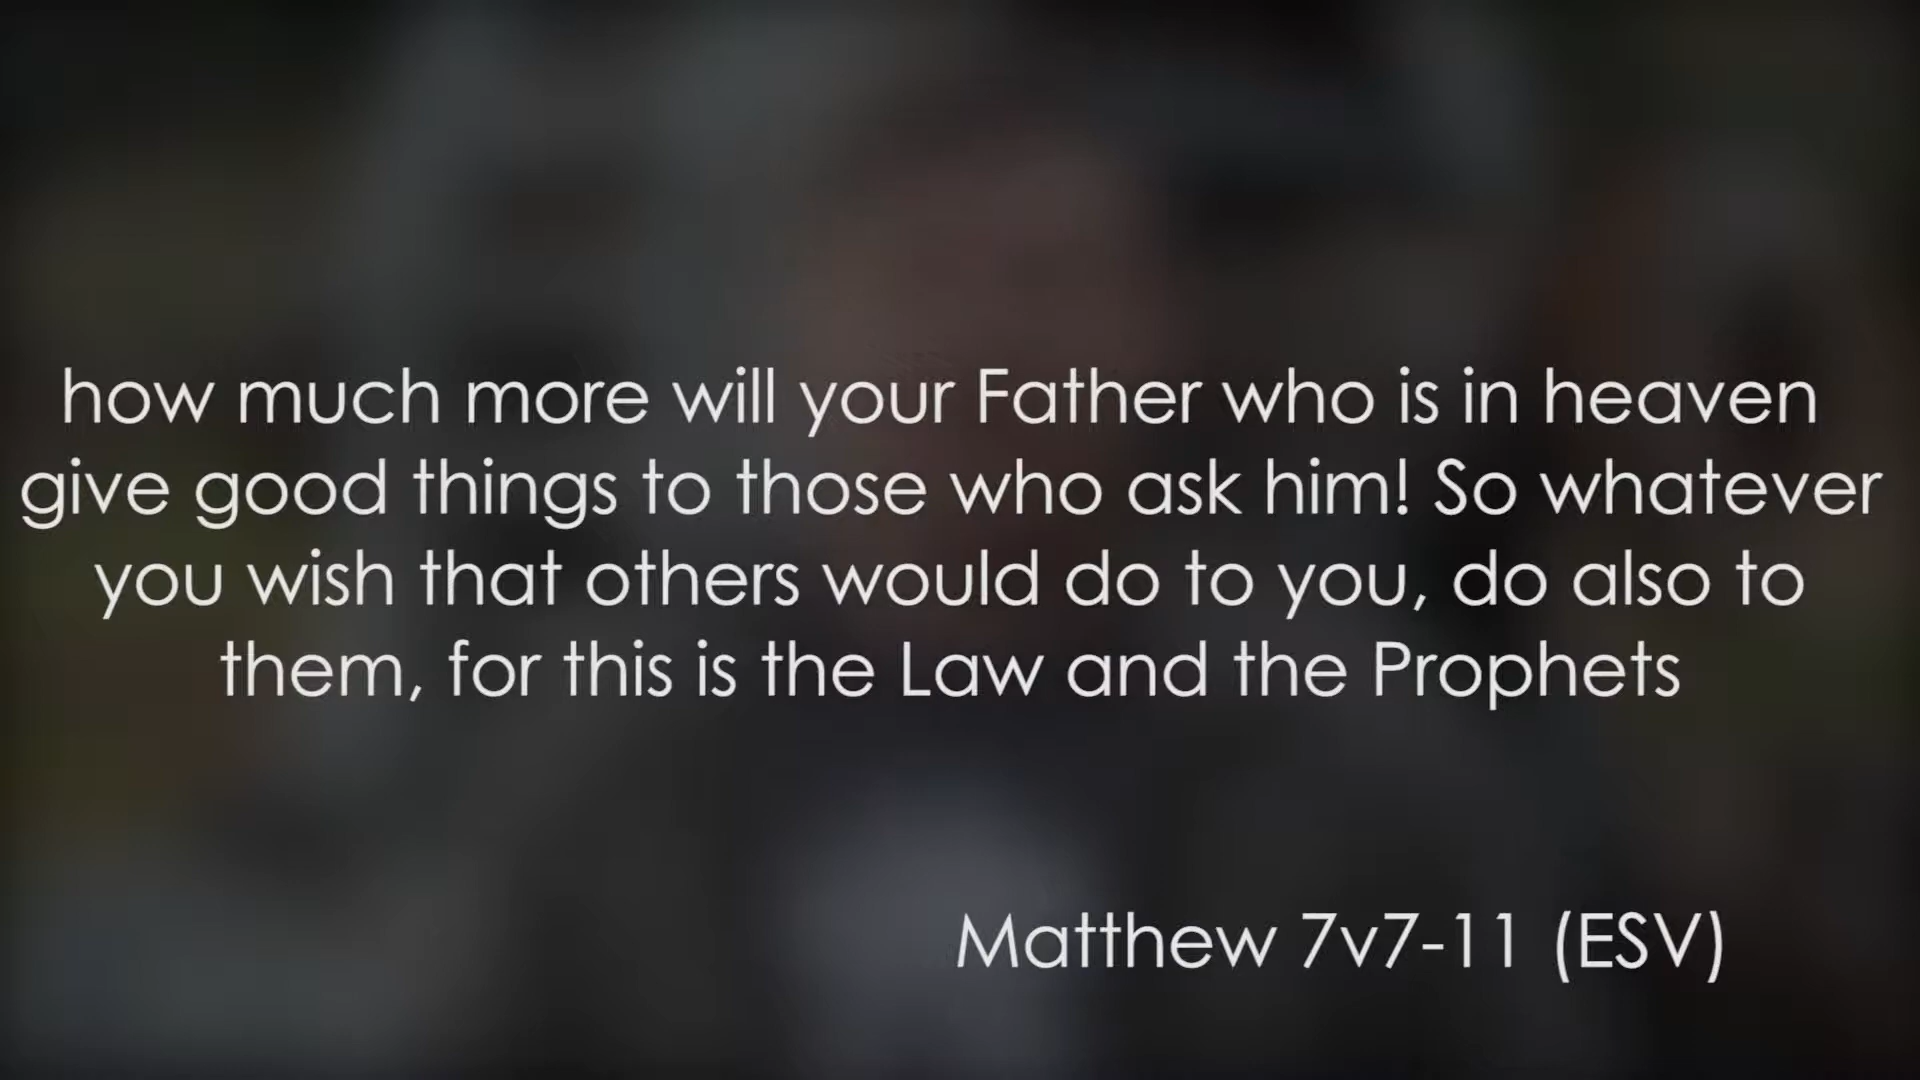 how much more will your Father who is in heaven
give good things to those who ask him! So whatever
you wish that others would do to you, do also to
them, for this is the Law and the Prophets
Matthew 7v7-11 (ESV)